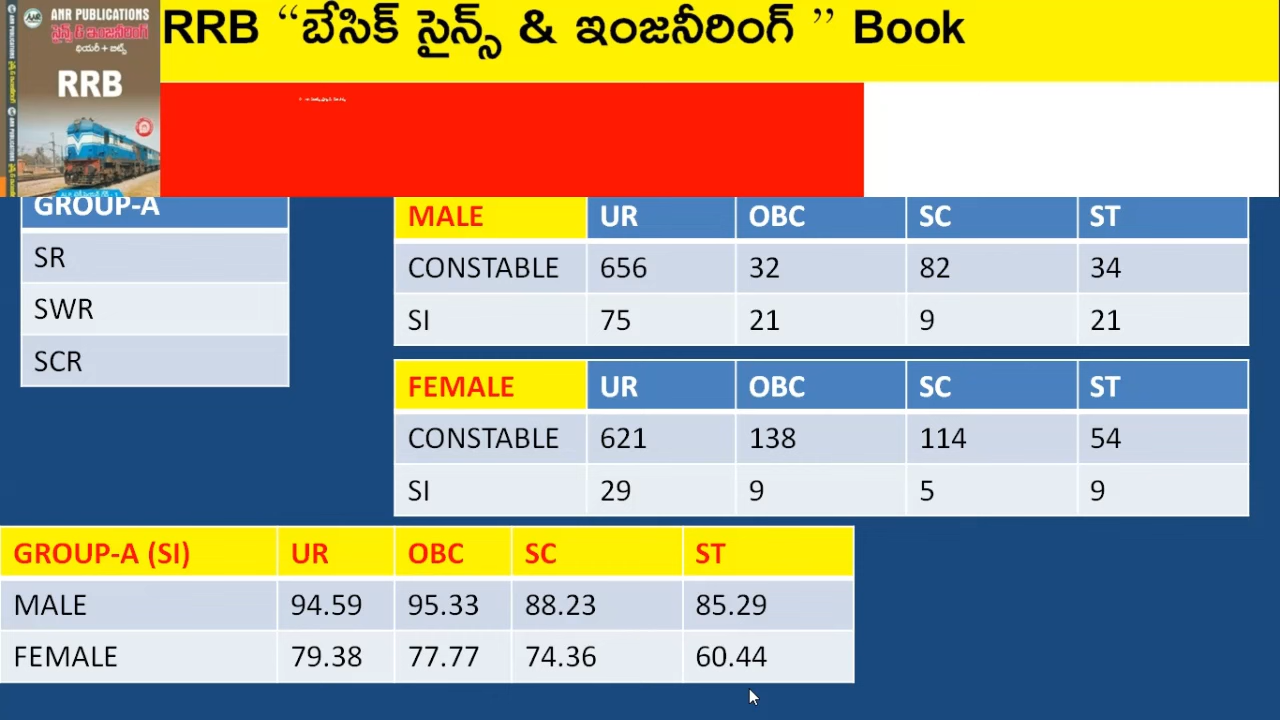 ANR PUBLICATIONS
సైన్స్ & ఇంజనీరింగ్
థియరీ + బిట్స్
RRB
RRB “బేసిక్ సైన్స్ & ఇంజనీరింగ్ ” Book
GROUP-A
SR
SWR
SCR
MALE UR OBC SC ST
CONSTABLE 656 32 82 34
SI 75 21 9 21
FEMALE UR OBC SC ST
CONSTABLE 621 138 114 54
SI 29 9 5 9
GROUP-A (SI) UR OBC SC ST
MALE 94.59 95.33 88.23 85.29
FEMALE 79.38 77.77 74.36 60.44